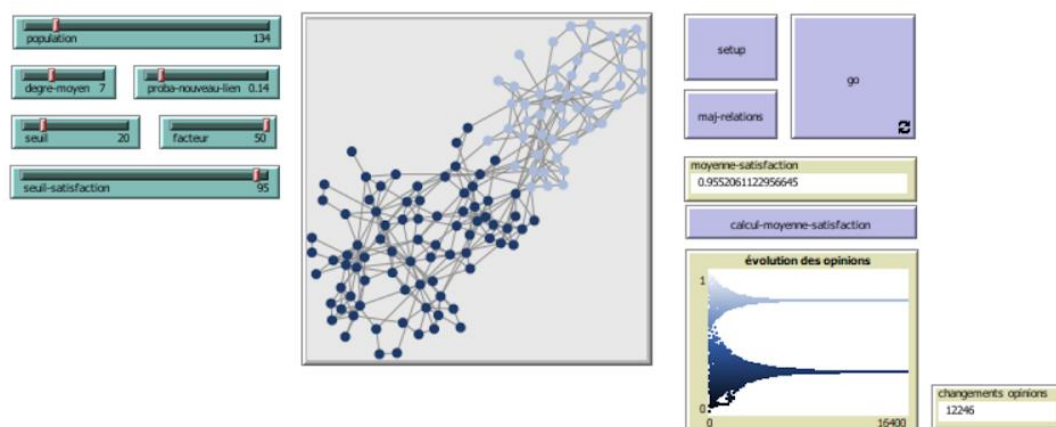 population 134
degre-moyen 7
proba-nouveau-lien 0.14
seuil 20
facteur 50
seuil-satisfaction 95
setup
go
maj-relations
moyenne-satisfaction
0.9552061122956645
calcul-moyenne-satisfaction
évolution des opinions
1
0
0 16400
changements opinions
12246